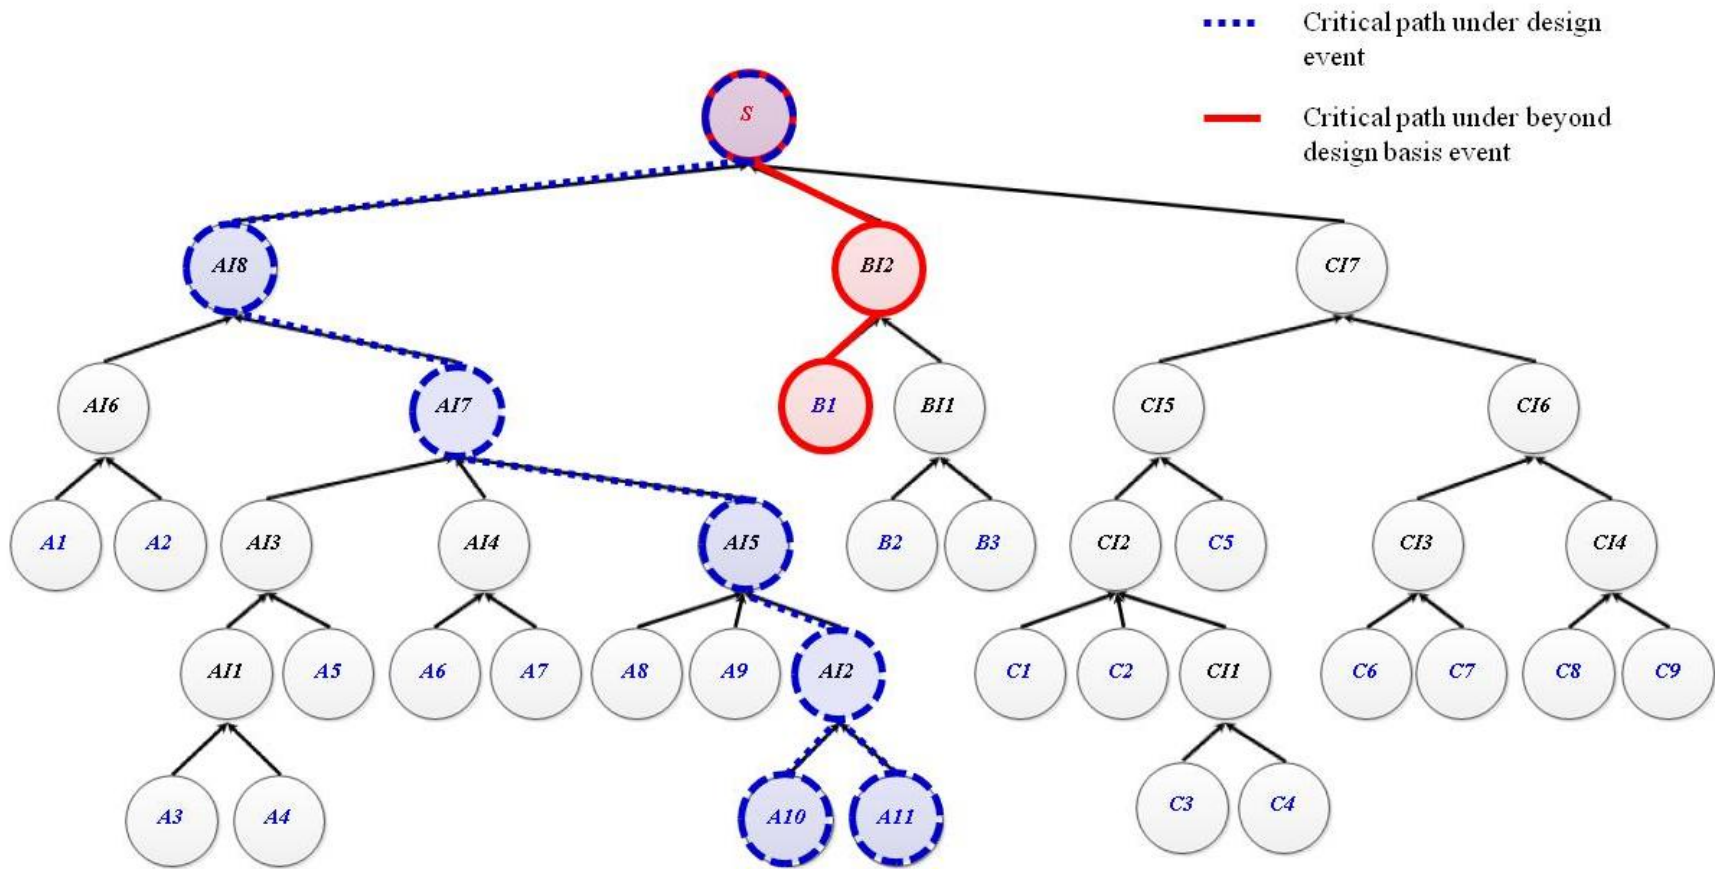 Critical path under design
event
Critical path under beyond
design basis event
S
AI8
BI2
CI7
AI6
AI7
B1
BI1
CI5
CI6
A1
A2
AI3
AI4
AI5
B2
B3
CI2
C5
CI3
CI4
AI1
A5
A6
A7
A8
A9
AI2
C1
C2
CI1
C6
C7
C8
C9
A3
A4
A10
A11
C3
C4